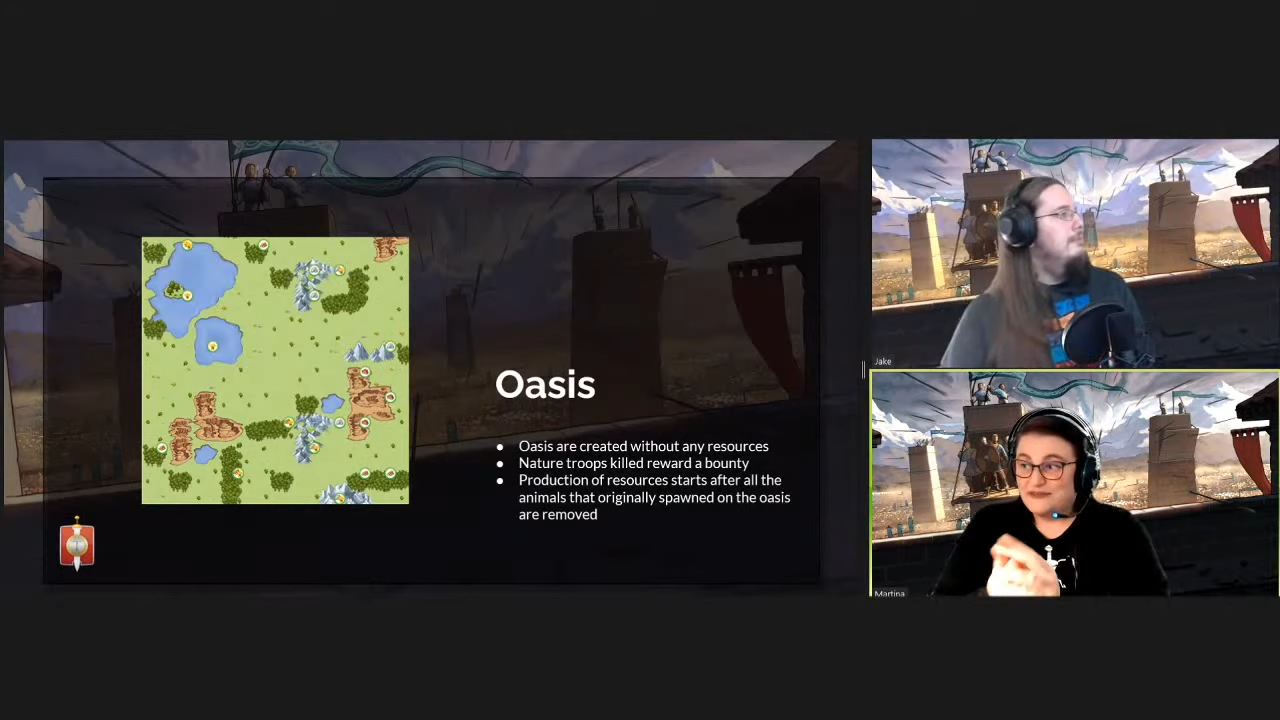 Oasis
● Oasis are created without any resources
● Nature troops killed reward a bounty
● Production of resources starts after all the
animals that originally spawned on the oasis
are removed
Jake
Martina